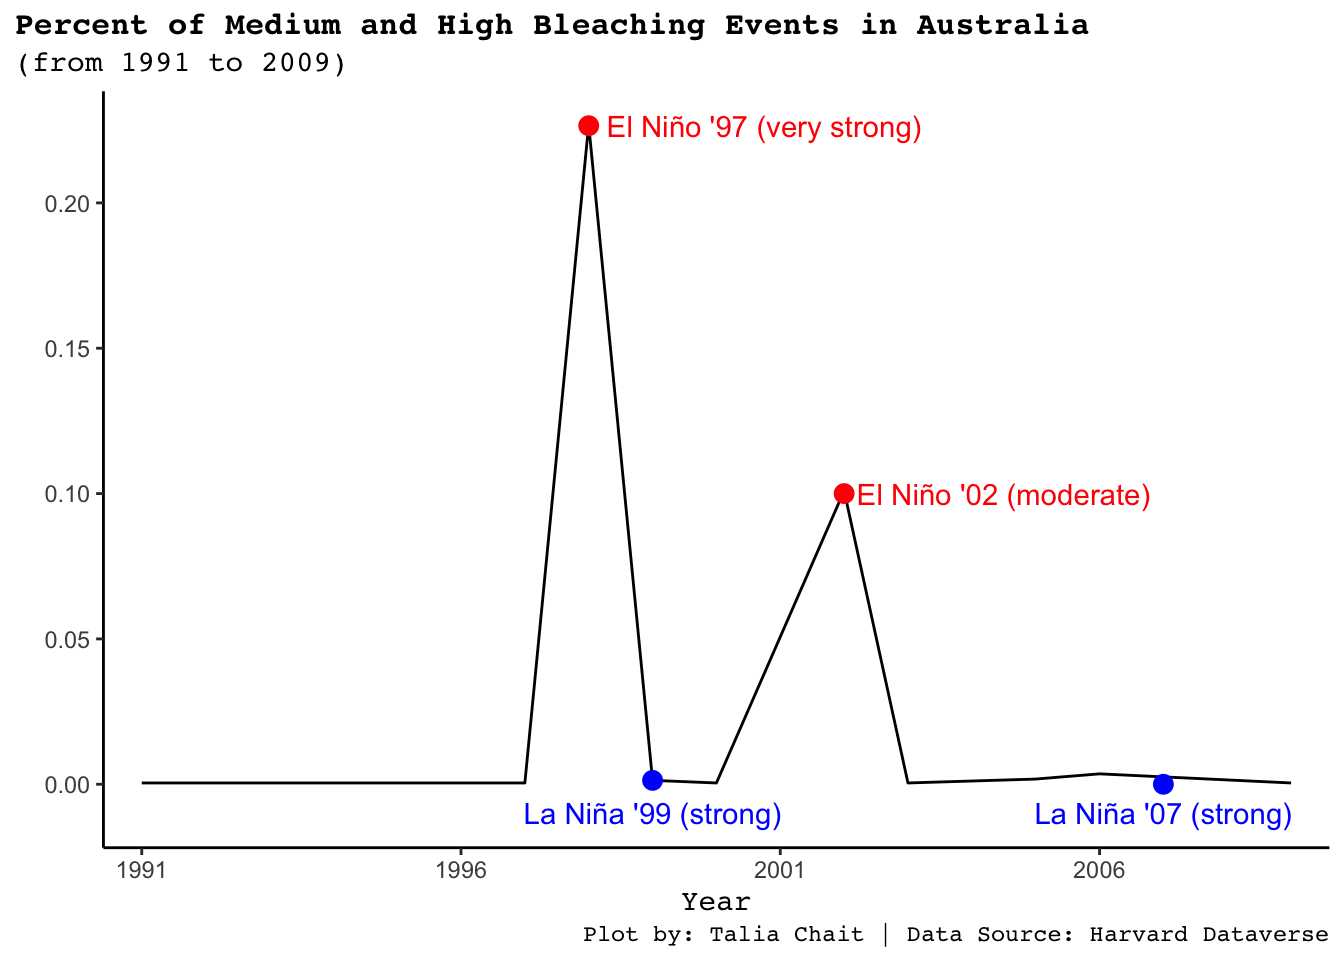 Percent of Medium and High Bleaching Events in Australia
(from 1991 to 2009)
El Niño '97 (very strong)
0.20
0.15
0.10
El Niño '02 (moderate)
0.05
0.00
La Niña '99 (strong)
La Niña '07 (strong)
1991
1996
2001
2006
Year
Plot by: Talia Chait | Data Source: Harvard Dataverse